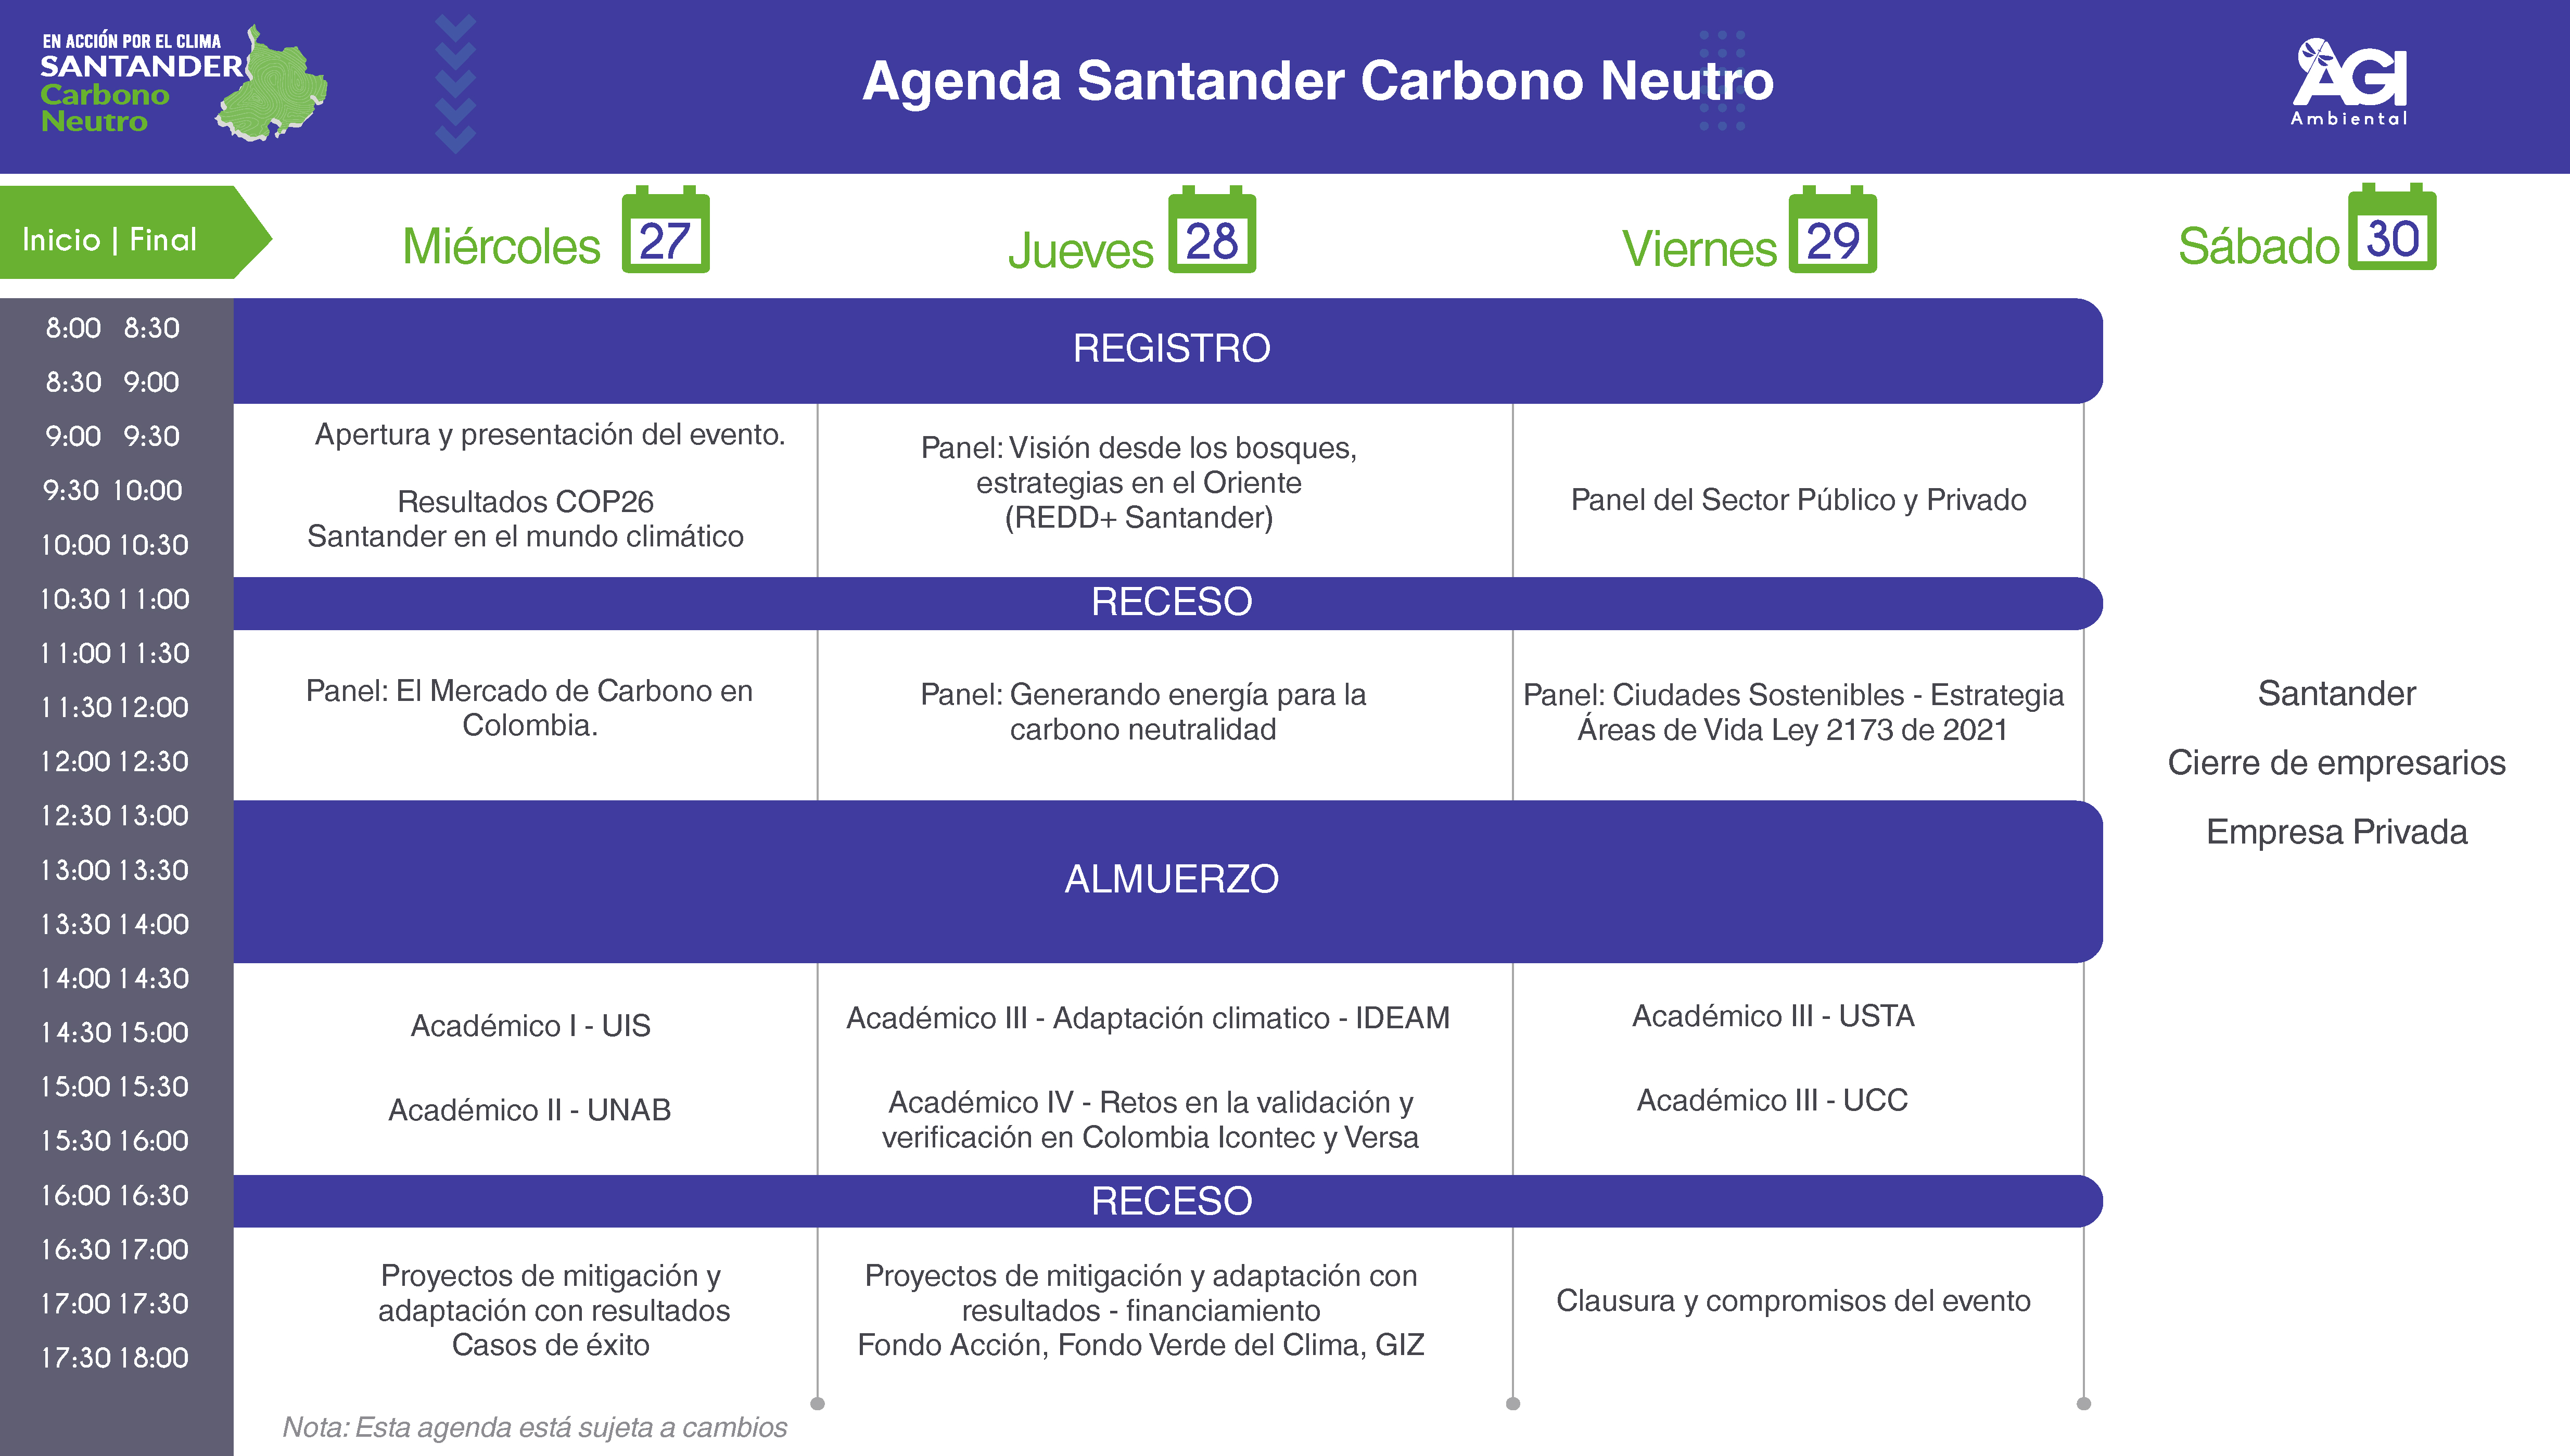 EN ACCIÓN POR EL CLIMA
SANTANDER
Carbono
Neutro
Agenda Santander Carbono Neutro
AGI
Ambiental
Inicio | Final
Miércoles 27
Jueves 28
Viernes 29
Sábado 30
8:00 8:30
8:30 9:00
REGISTRO
9:00 9:30
9:30 10:00
10:00 10:30
Apertura y presentación del evento.
Resultados COP26
Santander en el mundo climático
Panel: Visión desde los bosques,
estrategias en el Oriente
(REDD+ Santander)
Panel del Sector Público y Privado
10:30 11:00
RECESO
11:00 11:30
11:30 12:00
12:00 12:30
Panel: El Mercado de Carbono en
Colombia.
Panel: Generando energía para la
carbono neutralidad
Panel: Ciudades Sostenibles - Estrategia
Áreas de Vida Ley 2173 de 2021
Santander
Cierre de empresarios
Empresa Privada
12:30 13:00
13:00 13:30
13:30 14:00
ALMUERZO
14:00 14:30
14:30 15:00
15:00 15:30
15:30 16:00
Académico I - UIS
Académico II - UNAB
Académico III - Adaptación climatico - IDEAM
Académico IV - Retos en la validación y
verificación en Colombia Icontec y Versa
Académico III - USTA
Académico III - UCC
16:00 16:30
RECESO
16:30 17:00
17:00 17:30
17:30 18:00
Proyectos de mitigación y
adaptación con resultados
Casos de éxito
Proyectos de mitigación y adaptación con
resultados - financiamiento
Fondo Acción, Fondo Verde del Clima, GIZ
Clausura y compromisos del evento
Nota: Esta agenda está sujeta a cambios